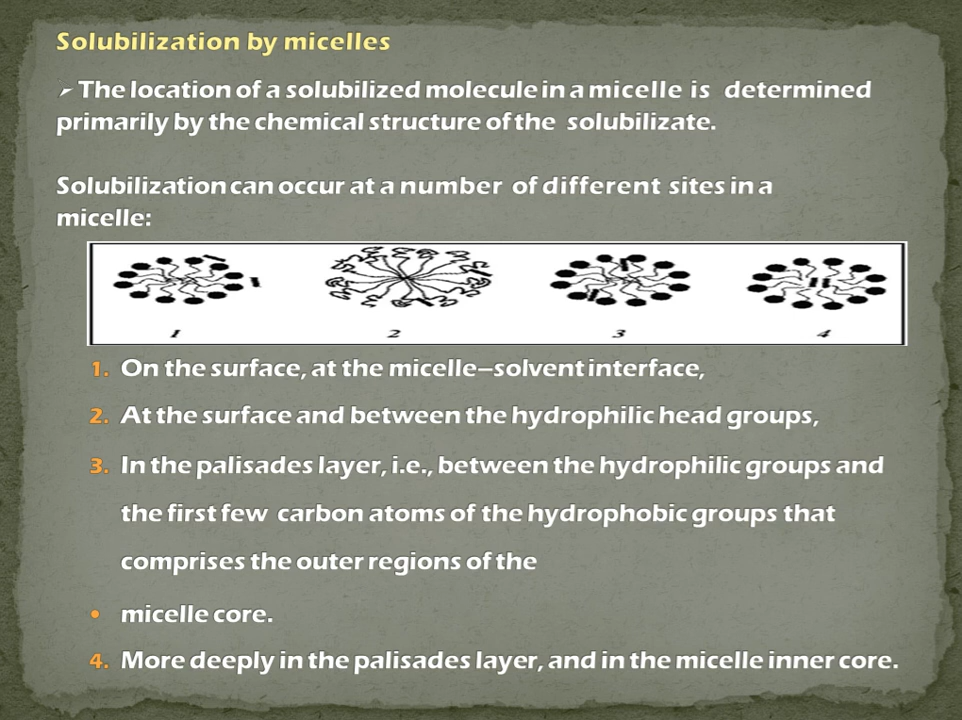 Solubilization by micelles
➢ The location of a solubilized molecule in a micelle is determined
primarily by the chemical structure of the solubilizate.
Solubilization can occur at a number of different sites in a
micelle:
1 2 3 4
1. On the surface, at the micelle–solvent interface,
2. At the surface and between the hydrophilic head groups,
3. In the palisades layer, i.e., between the hydrophilic groups and
the first few carbon atoms of the hydrophobic groups that
comprises the outer regions of the
• micelle core.
4. More deeply in the palisades layer, and in the micelle inner core.